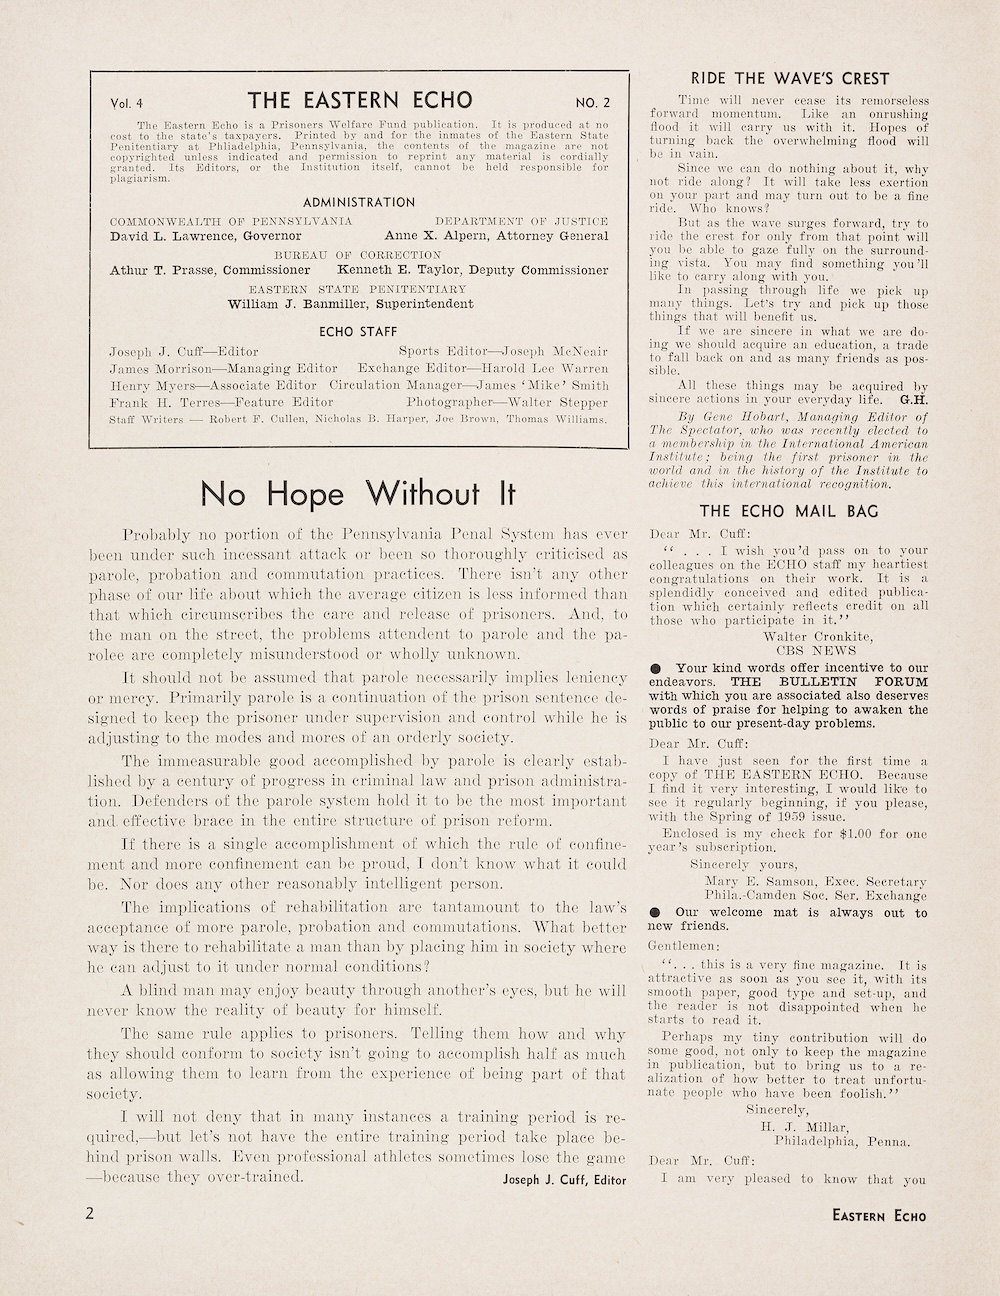 Vol. 4 THE EASTERN ECHO NO. 2
The Eastern Echo is a Prisoners Welfare Fund publication. It is produced at no
cost to the state's taxpayers. Printed by and for the inmates of the Eastern State
Penitentiary at Phliadelphia, Pennsylvania, the contents of the magazine are not
copyrighted unless indicated and permission to reprint any material is cordially
granted. Its Editors, or the Institution itself, cannot be held responsible for
plagiarism.
ADMINISTRATION
COMMONWEALTH OF PENNSYLVANIA DEPARTMENT OF JUSTICE
David L. Lawrence, Governor Anne X. Alpern, Attorney General
BUREAU OF CORRECTION
Athur T. Prasse, Commissioner Kenneth E. Taylor, Deputy Commissioner
EASTERN STATE PENITENTIARY
William J. Banmiller, Superintendent
ECHO STAFF
Joseph J. Cuff—Editor Sports Editor—Joseph McNeair
James Morrison—Managing Editor Exchange Editor—Harold Lee Warren
Henry Myers—Associate Editor Circulation Manager—James 'Mike' Smith
Frank H. Terres—Feature Editor Photographer—Walter Stepper
Staff Writers — Robert F. Cullen, Nicholas B. Harper, Joe Brown, Thomas Williams.
No Hope Without It
Probably no portion of the Pennsylvania Penal System has ever
been under such incessant attack or been so thoroughly criticised as
parole, probation and commutation practices. There isn't any other
phase of our life about which the average citizen is less informed than
that which circumscribes the care and release of prisoners. And, to
the man on the street, the problems attendent to parole and the pa-
rolee are completely misunderstood or wholly unknown.
It should not be assumed that parole necessarily implies leniency
or mercy. Primarily parole is a continuation of the prison sentence de-
signed to keep the prisoner under supervision and control while he is
adjusting to the modes and mores of an orderly society.
The immeasurable good accomplished by parole is clearly estab-
lished by a century of progress in criminal law and prison administra-
tion. Defenders of the parole system hold it to be the most important
and effective brace in the entire structure of prison reform.
If there is a single accomplishment of which the rule of confine-
ment and more confinement can be proud, I don't know what it could
be. Nor does any other reasonably intelligent person.
The implications of rehabilitation are tantamount to the law's
acceptance of more parole, probation and commutations. What better
way is there to rehabilitate a man than by placing him in society where
he can adjust to it under normal conditions?
A blind man may enjoy beauty through another's eyes, but he will
never know the reality of beauty for himself.
The same rule applies to prisoners. Telling them how and why
they should conform to society isn't going to accomplish half as much
as allowing them to learn from the experience of being part of that
society.
I will not deny that in many instances a training period is re-
quired,—but let's not have the entire training period take place be-
hind prison walls. Even professional athletes sometimes lose the game
—because they over-trained. Joseph J. Cuff, Editor
RIDE THE WAVE'S CREST
Time will never cease its remorseless
forward momentum. Like an onrushing
flood it will carry us with it. Hopes of
turning back the overwhelming flood will
be in vain.
Since we can do nothing about it, why
not ride along? It will take less exertion
on your part and may turn out to be a fine
ride. Who knows?
But as the wave surges forward, try to
ride the crest for only from that point will
you be able to gaze fully on the surround-
ing vista. You may find something you'll
like to carry along with you.
In passing through life we pick up
many things. Let's try and pick up those
things that will benefit us.
If we are sincere in what we are do-
ing we should acquire an education, a trade
to fall back on and as many friends as pos-
sible.
All these things may be acquired by
sincere actions in your everyday life. G.H.
By Gene Hobart, Managing Editor of
The Spectator, who was recently elected to
a membership in the International American
Institute; being the first prisoner in the
world and in the history of the Institute to
achieve this international recognition.
THE ECHO MAIL BAG
Dear Mr. Cuff:
" . . . I wish you'd pass on to your
colleagues on the ECHO staff my heartiest
congratulations on their work. It is a
splendidly conceived and edited publica-
tion which certainly reflects credit on all
those who participate in it."
Walter Cronkite,
CBS NEWS
● Your kind words offer incentive to our
endeavors. THE BULLETIN FORUM
with which you are associated also deserves
words of praise for helping to awaken the
public to our present-day problems.
Dear Mr. Cuff:
I have just seen for the first time a
copy of THE EASTERN ECHO. Because
I find it very interesting, I would like to
see it regularly beginning, if you please,
with the Spring of 1959 issue.
Enclosed is my check for $1.00 for one
year's subscription.
Sincerely yours,
Mary E. Samson, Exec. Secretary
Phila.-Camden Soc. Ser. Exchange
● Our welcome mat is always out to
new friends.
Gentlemen:
". . . this is a very fine magazine. It is
attractive as soon as you see it, with its
smooth paper, good type and set-up, and
the reader is not disappointed when he
starts to read it.
Perhaps my tiny contribution will do
some good, not only to keep the magazine
in publication, but to bring us to a re-
alization of how better to treat unfortu-
nate people who have been foolish."
Sincerely,
H. J. Millar,
Philadelphia, Penna.
Dear Mr. Cuff:
I am very pleased to know that you
2 EASTERN ECHO